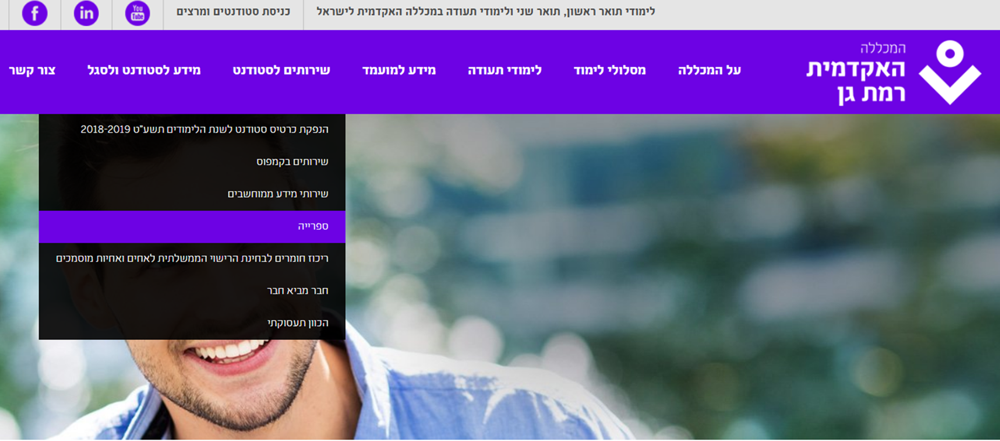 לימודי תואר ראשון, תואר שני ולימודי תעודה במכללה האקדמית לישראל
כניסת סטודנטים ומרצים
You
Tube
in
f
המכללה
האקדמית
רמת גן
על המכללה
מסלולי לימוד
לימודי תעודה
מידע למועמד
שירותים לסטודנט
מידע לסטודנט ולסגל
צור קשר
הנפקת כרטיס סטודנט לשנת הלימודים תשע"ט 2018-2019
שירותים בקמפוס
שירותי מידע ממוחשבים
ספרייה
ריכוז חומרים לבחינת הרישוי הממשלתית לאחים ואחיות מוסמכים
חבר מביא חבר
הכוון תעסוקתי